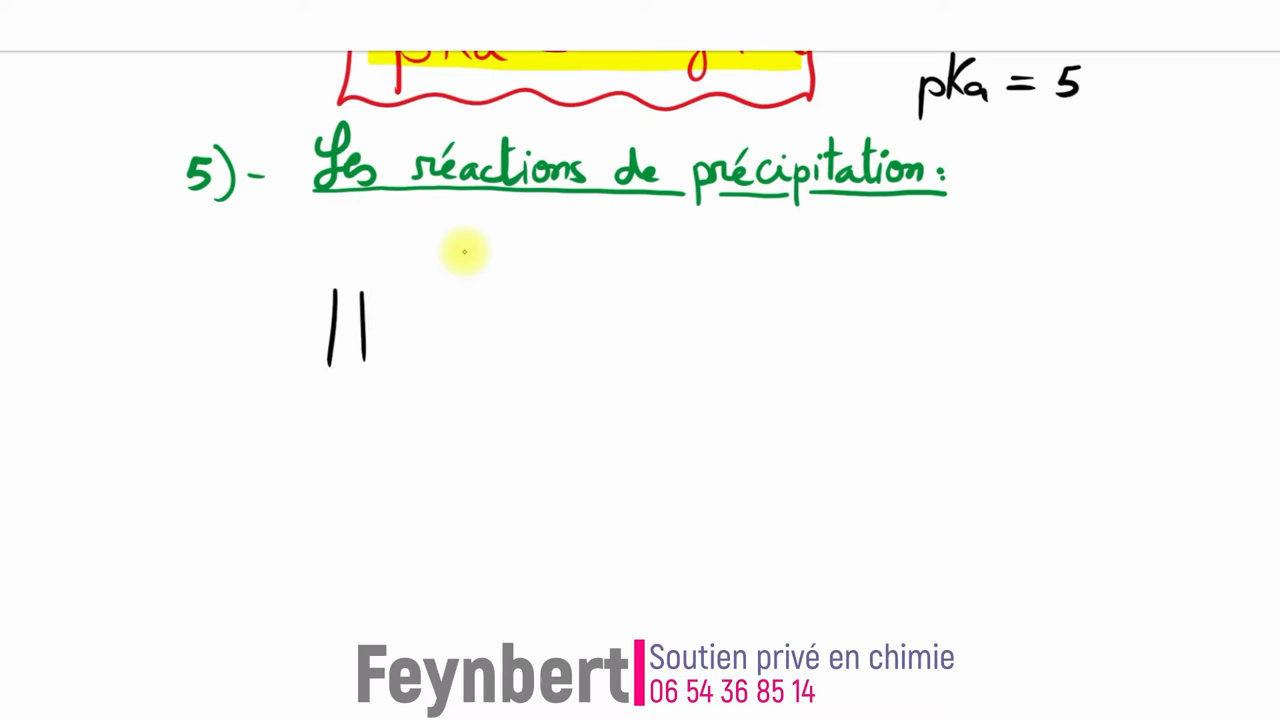 pKa = 5
5)- Les réactions de précipitation:
Feynbert
Soutien privé en chimie
06 54 36 85 14